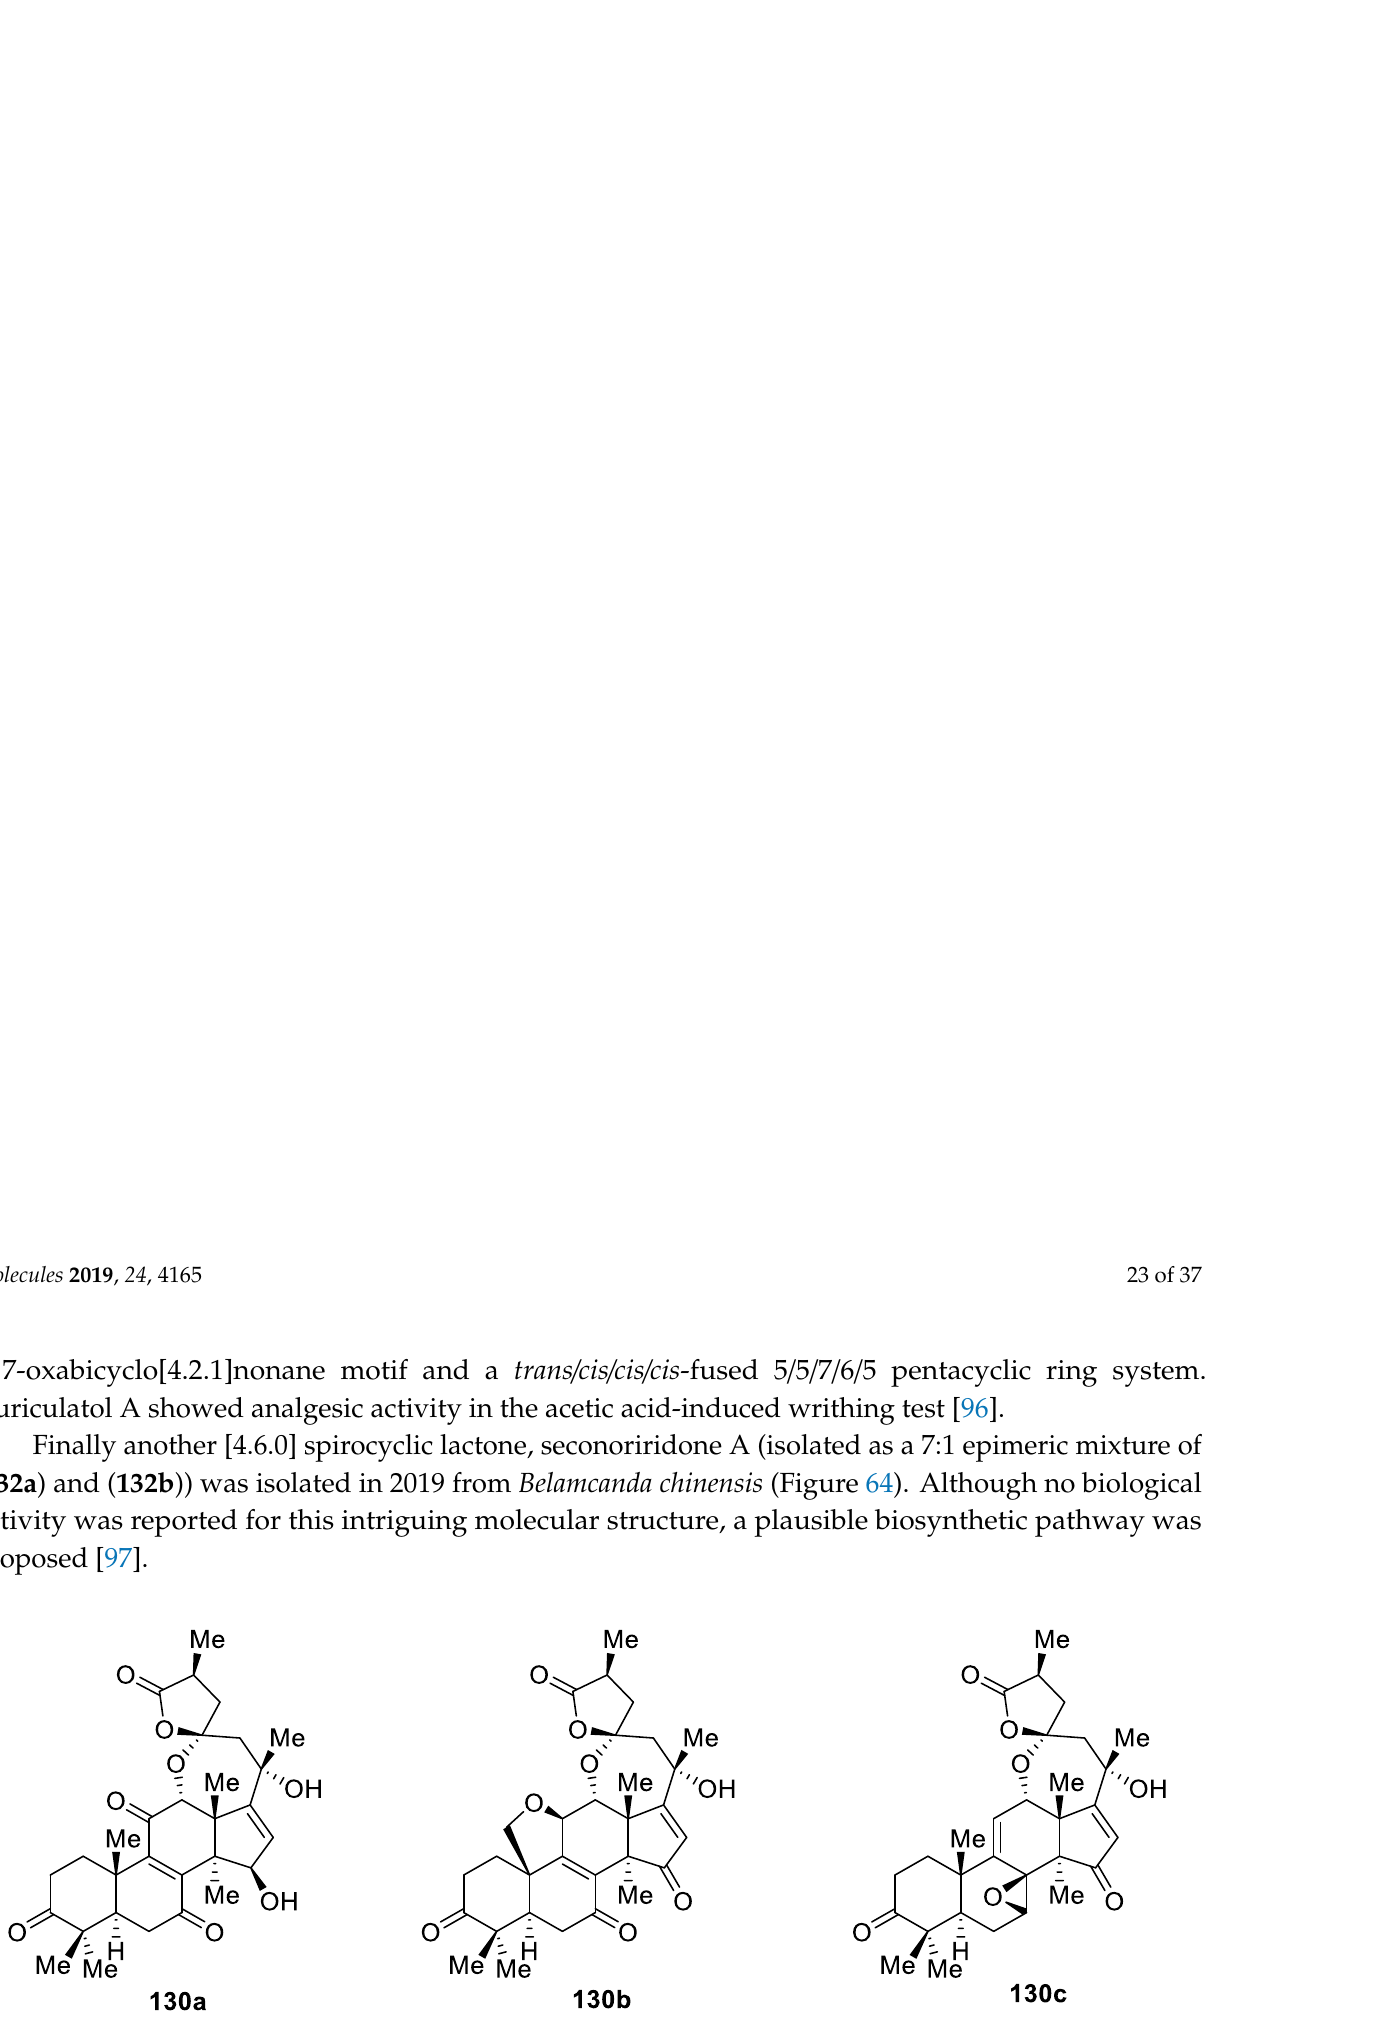 olecules 2019, 24, 4165 23 of 37
7-oxabicyclo[4.2.1]nonane motif and a trans/cis/cis/cis-fused 5/5/7/6/5 pentacyclic ring system.
uriculatol A showed analgesic activity in the acetic acid-induced writhing test [96].
Finally another [4.6.0] spirocyclic lactone, seconoriridone A (isolated as a 7:1 epimeric mixture of
32a) and (132b)) was isolated in 2019 from Belamcanda chinensis (Figure 64). Although no biological
tivity was reported for this intriguing molecular structure, a plausible biosynthetic pathway was
oposed [97].
Me Me Me
O O O
O Me O Me O Me
O OH O OH O OH
O Me O Me Me
Me Me
Me OH Me O O Me O
O O O O O
H H H
Me Me Me Me Me Me
130a 130b 130c